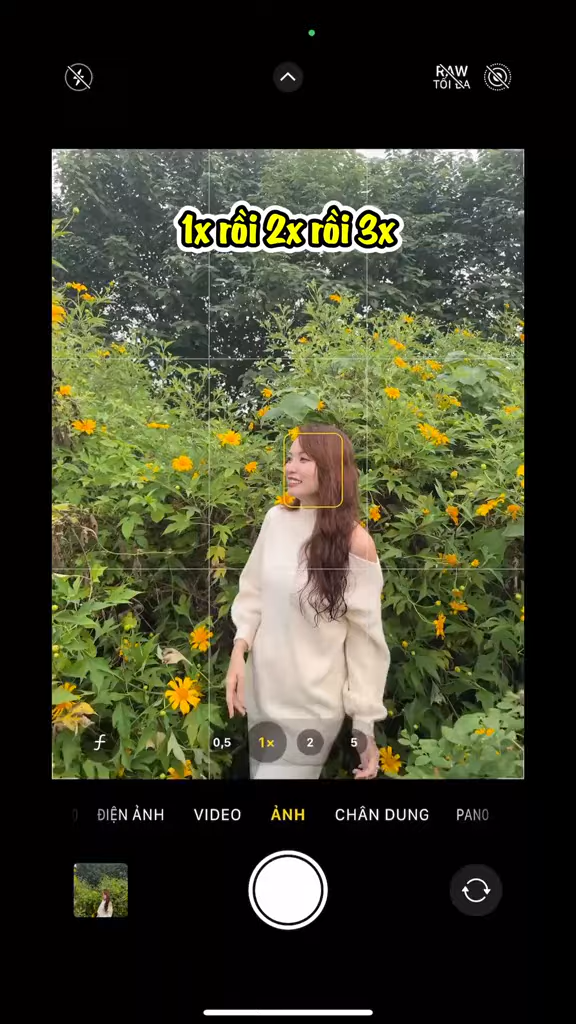 RAW
TỐI ĐA
1x rồi 2x rồi 3x
0,5 1x 2 5
ĐIỆN ẢNH VIDEO ẢNH CHÂN DUNG PANO